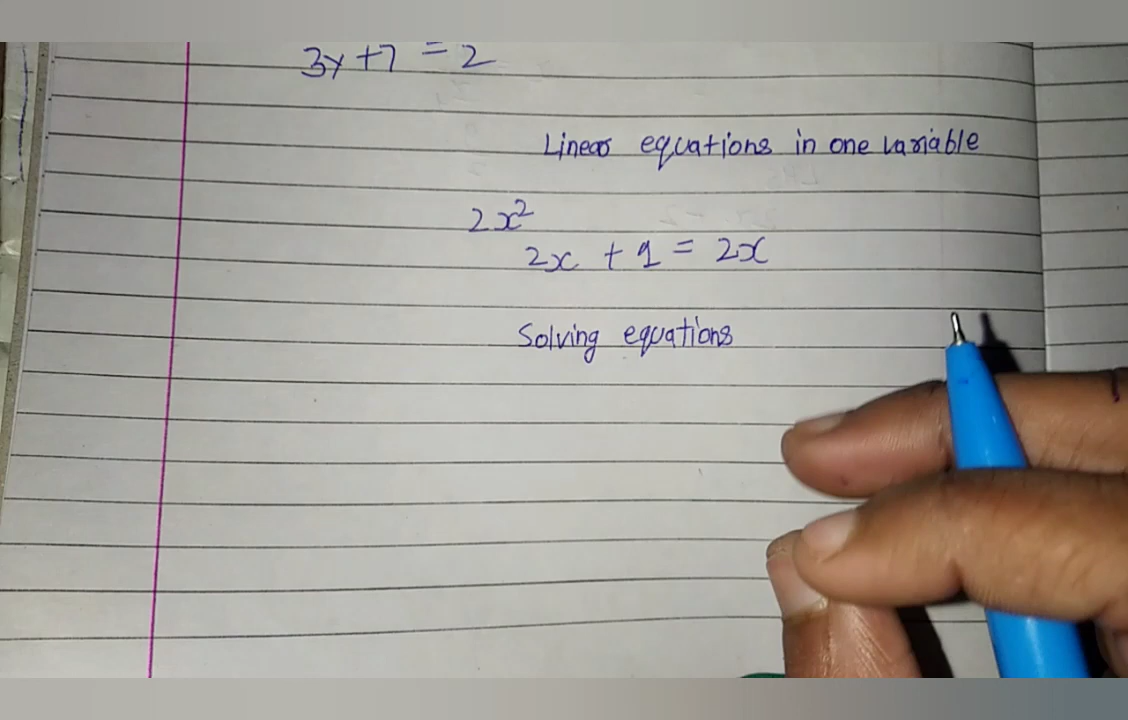 3y + 7 = 2
Linear equations in one variable
2x²
2x + 1 = 2x
Solving equations